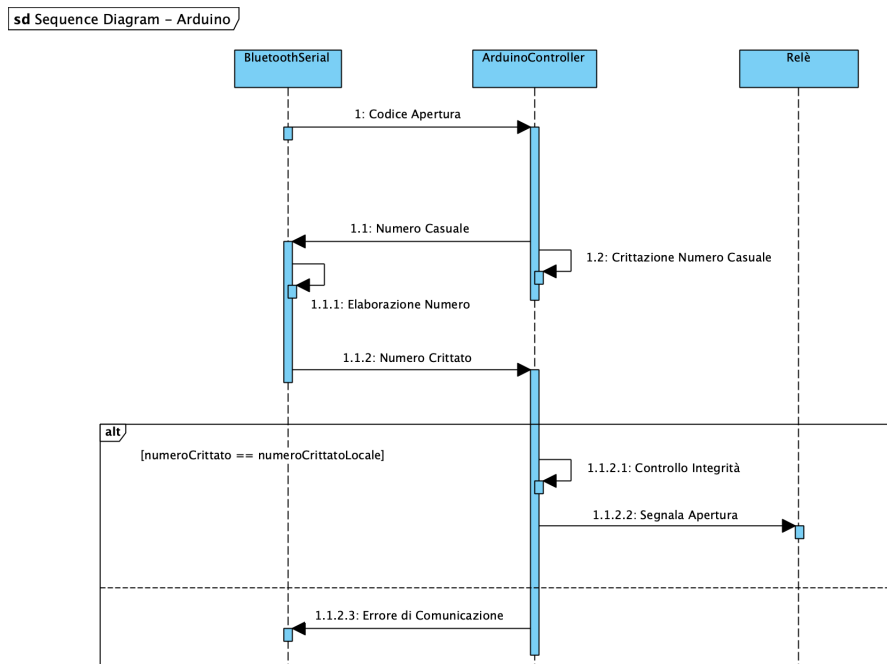 sd Sequence Diagram - Arduino
BluetoothSerial
ArduinoController
Relè
1: Codice Apertura
1.1: Numero Casuale
1.2: Crittazione Numero Casuale
1.1.1: Elaborazione Numero
1.1.2: Numero Crittato
alt
[numeroCrittato == numeroCrittatoLocale]
1.1.2.1: Controllo Integrità
1.1.2.2: Segnala Apertura
1.1.2.3: Errore di Comunicazione